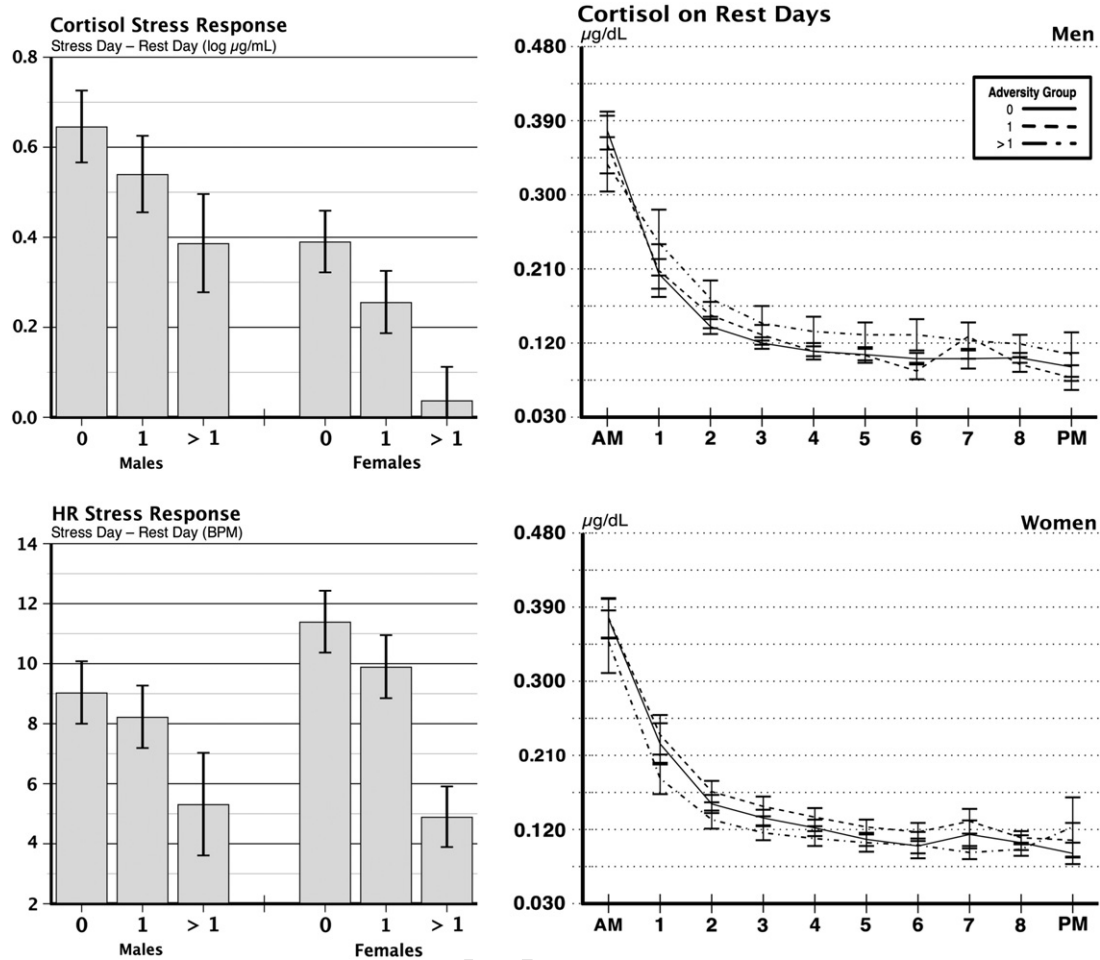 Cortisol Stress Response
Stress Day – Rest Day (log µg/mL)
0.8
0.6
0.4
0.2
0.0
0 1 > 1 0 1 > 1
Males Females
Cortisol on Rest Days
µg/dL
Men
0.480
0.390
0.300
0.210
0.120
0.030
Adversity Group
0
1
>1
AM 1 2 3 4 5 6 7 8 PM
HR Stress Response
Stress Day – Rest Day (BPM)
14
12
10
8
6
4
2
0 1 > 1 0 1 > 1
Males Females
µg/dL
Women
0.480
0.390
0.300
0.210
0.120
0.030
AM 1 2 3 4 5 6 7 8 PM